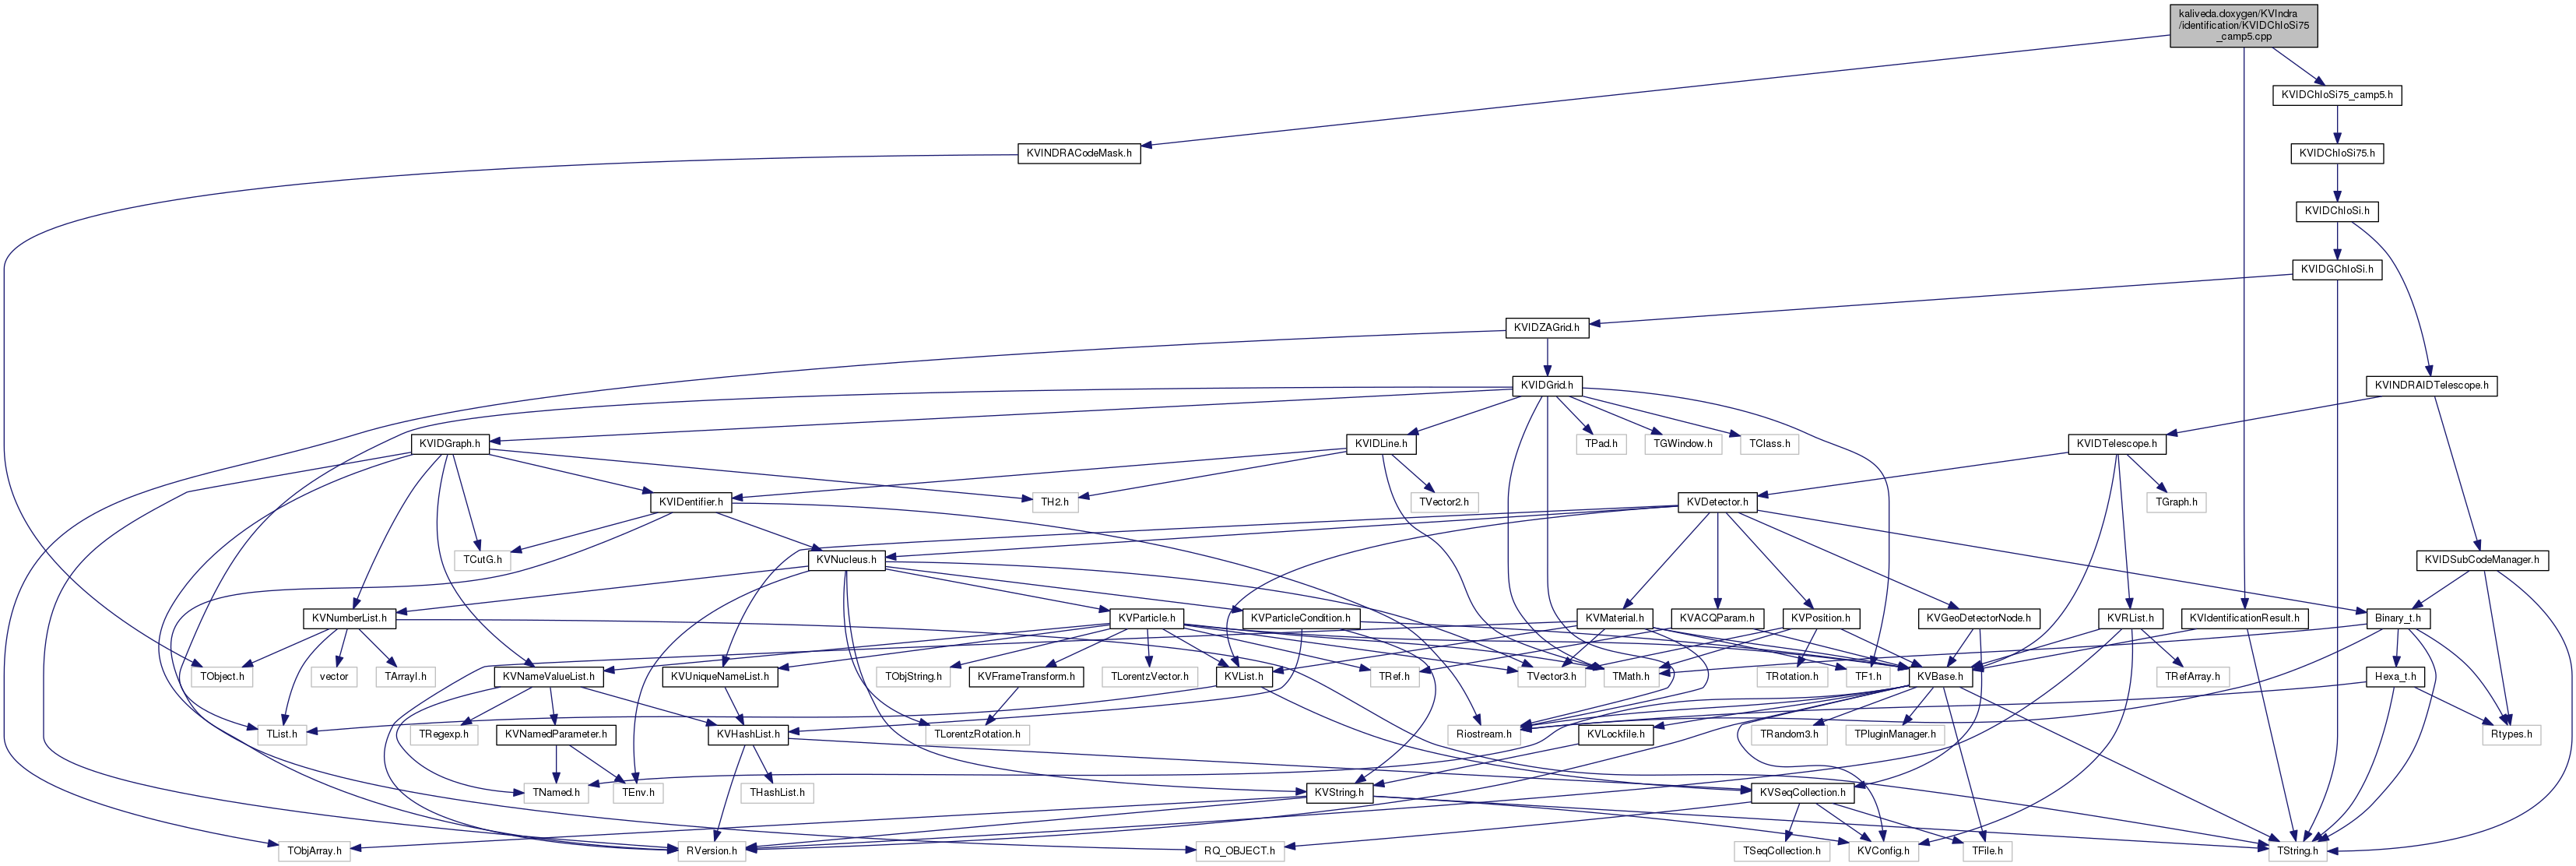 kaliveda.doxygen/KVIndra
/identification/KVIDChIoSi75
_camp5.cpp
KVIDChIoSi75_camp5.h
KVINDRACodeMask.h
KVIDChIoSi75.h
KVIDChIoSi.h
KVIDGChIoSi.h
KVIDZAGrid.h
KVIDGrid.h
KVINDRAIDTelescope.h
KVIDGraph.h
KVIDLine.h
TPad.h
TGWindow.h
TClass.h
KVIDTelescope.h
KVIDentifier.h
TH2.h
TVector2.h
KVDetector.h
TGraph.h
TCutG.h
KVNucleus.h
KVIDSubCodeManager.h
KVNumberList.h
KVParticle.h
KVParticleCondition.h
KVMaterial.h
KVACQParam.h
KVPosition.h
KVGeoDetectorNode.h
KVRList.h
KVIdentificationResult.h
Binary_t.h
TObject.h
vector
TArrayI.h
KVNameValueList.h
KVUniqueNameList.h
TObjString.h
KVFrameTransform.h
TLorentzVector.h
KVList.h
TRef.h
TVector3.h
TMath.h
TRotation.h
TF1.h
KVBase.h
TRefArray.h
Hexa_t.h
TList.h
TRegexp.h
KVNamedParameter.h
KVHashList.h
TLorentzRotation.h
Riostream.h
KVLockfile.h
TRandom3.h
TPluginManager.h
Rtypes.h
TNamed.h
TEnv.h
THashList.h
KVString.h
KVSeqCollection.h
TObjArray.h
RVersion.h
RQ_OBJECT.h
TSeqCollection.h
KVConfig.h
TFile.h
TString.h